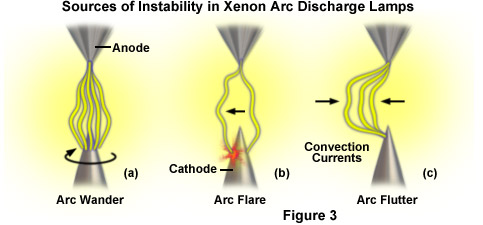 Sources of Instability in Xenon Arc Discharge Lamps
Anode
Convection
Currents
Cathode
(a)
(b)
(c)
Arc Wander
Arc Flare
Arc Flutter
Figure 3